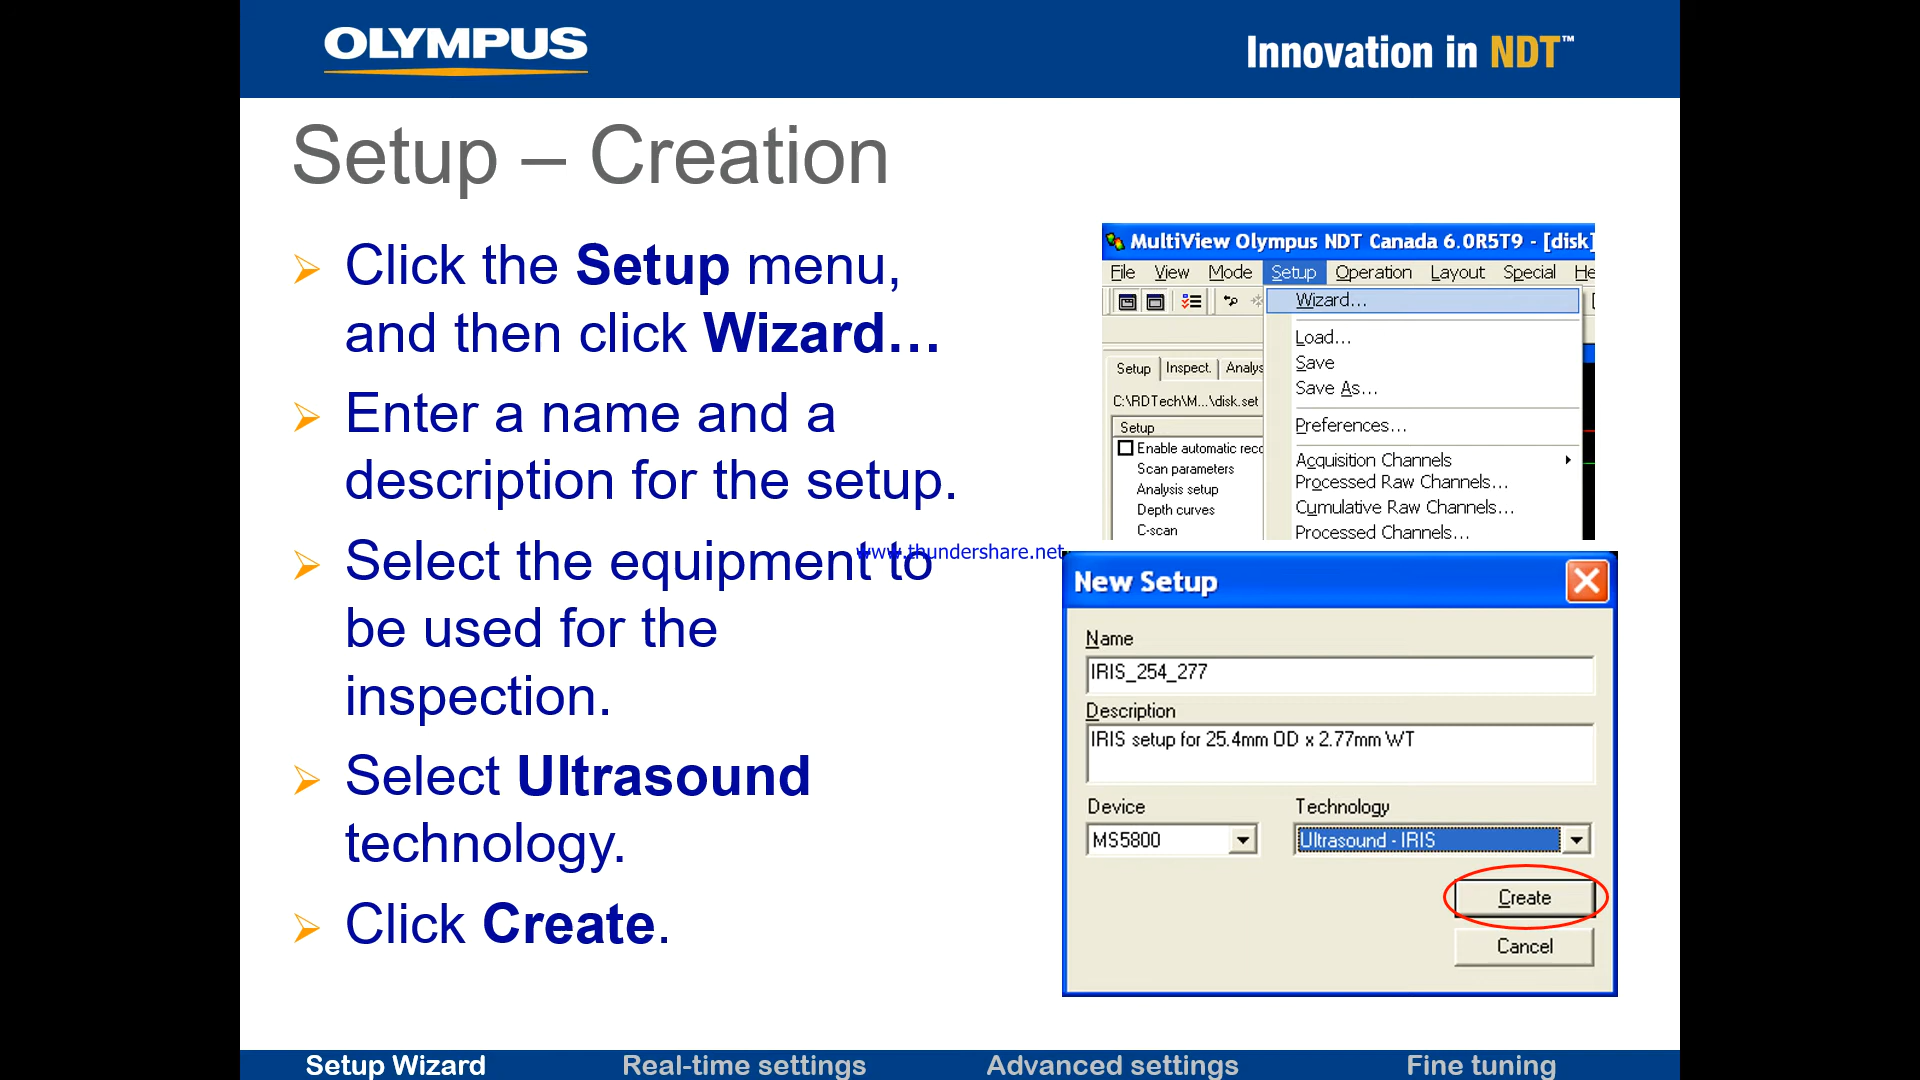 OLYMPUS
Innovation in NDT™
Setup – Creation
Click the Setup menu,
and then click Wizard…
Enter a name and a
description for the setup.
Select the equipment to
be used for the
inspection.
Select Ultrasound
technology.
Click Create.
MultiView Olympus NDT Canada 6.0R5T9 - [disk]
File View Mode Setup Operation Layout Special He
Wizard...
Load...
Save
Save As...
Preferences...
Acquisition Channels
Processed Raw Channels...
Cumulative Raw Channels...
Processed Channels...
Setup Inspect. Analys
C:\RDTech\M...\disk.set
Setup
Enable automatic reco
Scan parameters
Analysis setup
Depth curves
C-scan
www.thundershare.net
New Setup
Name
IRIS_254_277
Description
IRIS setup for 25.4mm OD x 2.77mm WT
Device Technology
MS5800 Ultrasound - IRIS
Create
Cancel
Setup Wizard Real-time settings Advanced settings Fine tuning